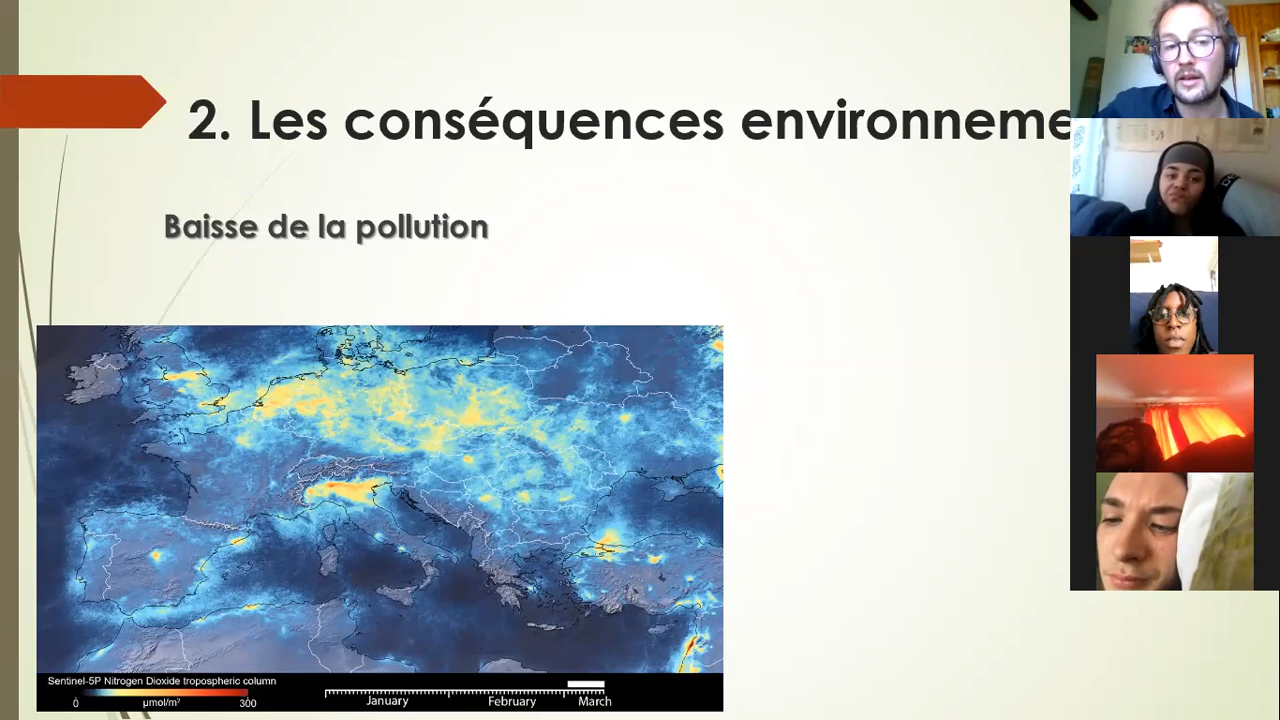 2. Les conséquences environneme
Baisse de la pollution
Sentinel-5P Nitrogen Dioxide tropospheric column
0 µmol/m² 300
January February March